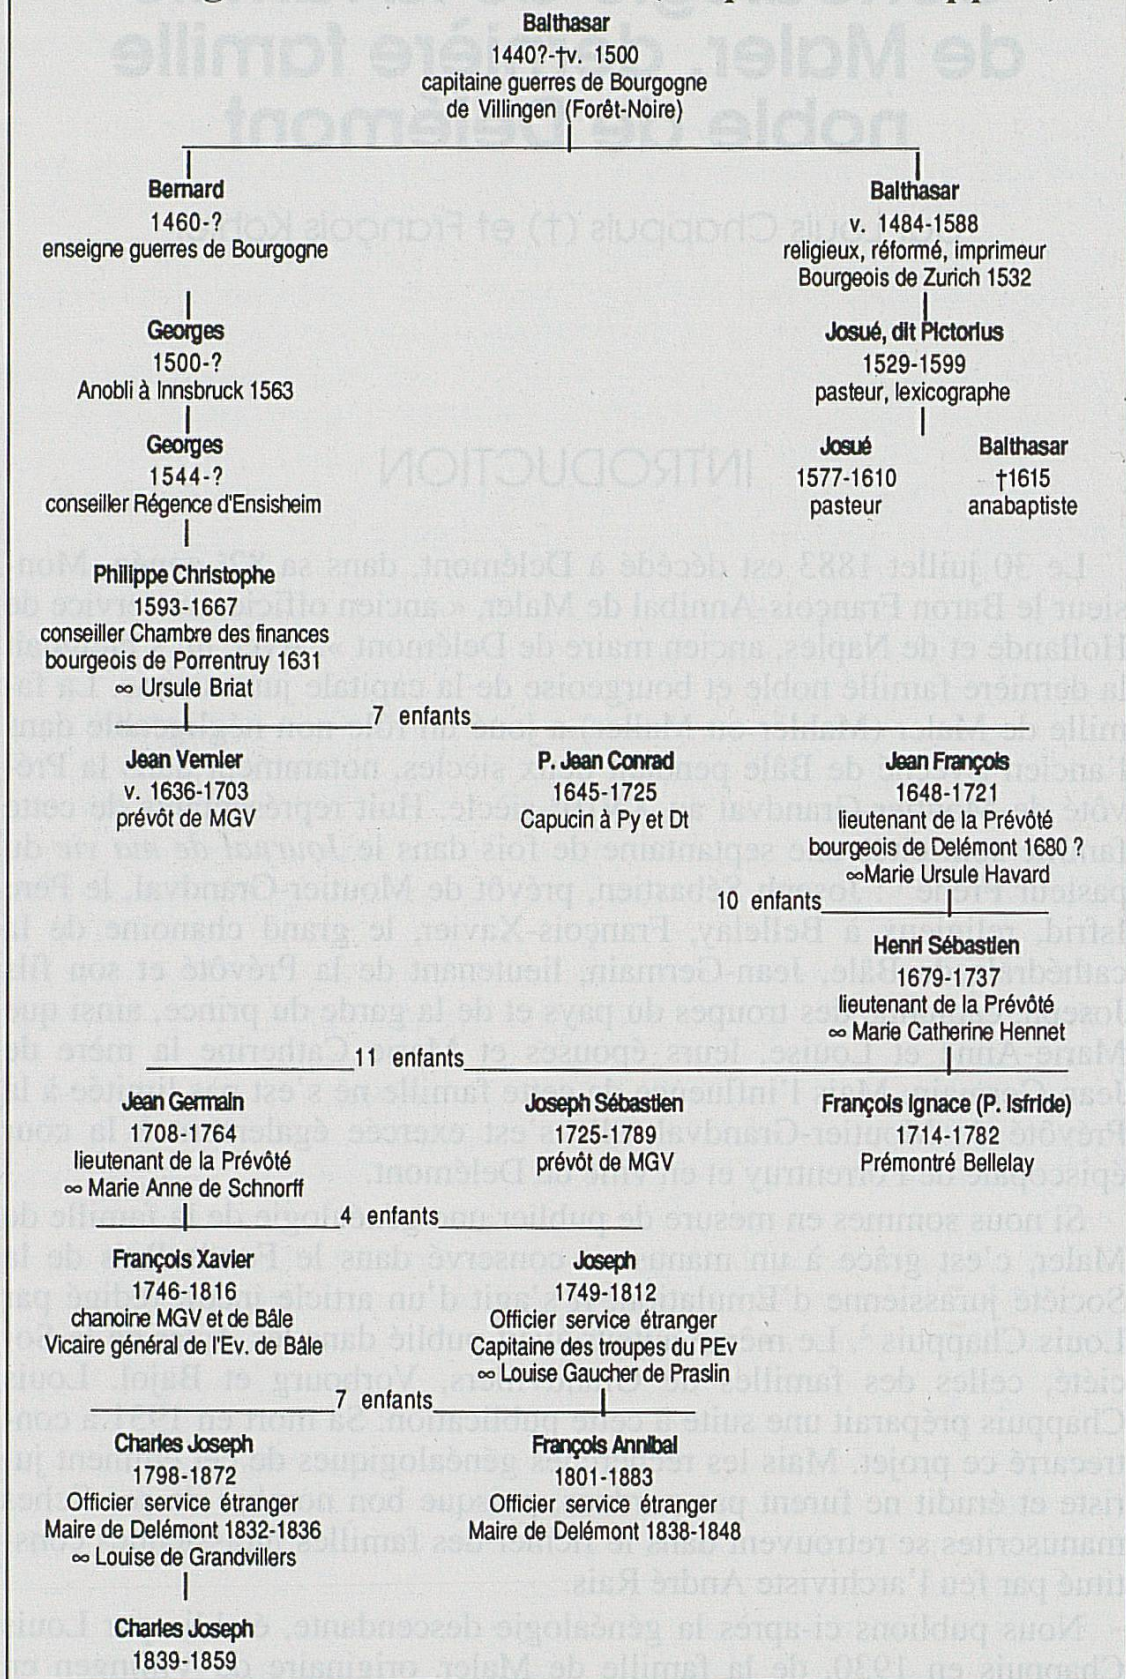 Balthasar
1440?-†v. 1500
capitaine guerres de Bourgogne
de Villingen (Forêt-Noire)
Bernard
1460-?
enseigne guerres de Bourgogne
Balthasar
v. 1484-1588
religieux, réformé, imprimeur
Bourgeois de Zurich 1532
Georges
1500-?
Anobli à Innsbruck 1563
Josué, dit Pictorius
1529-1599
pasteur, lexicographe
Georges
1544-?
conseiller Régence d'Ensisheim
Josué
1577-1610
pasteur
Balthasar
†1615
anabaptiste
Philippe Christophe
1593-1667
conseiller Chambre des finances
bourgeois de Porrentruy 1631
∞ Ursule Briat
7 enfants
Jean Vernier
v. 1636-1703
prévôt de MGV
P. Jean Conrad
1645-1725
Capucin à Py et Dt
Jean François
1648-1721
lieutenant de la Prévôté
bourgeois de Delémont 1680 ?
∞Marie Ursule Havard
10 enfants
Henri Sébastien
1679-1737
lieutenant de la Prévôté
∞ Marie Catherine Hennet
11 enfants
Jean Germain
1708-1764
lieutenant de la Prévôté
∞ Marie Anne de Schnorff
Joseph Sébastien
1725-1789
prévôt de MGV
François Ignace (P. Isfride)
1714-1782
Prémontré Bellelay
4 enfants
François Xavier
1746-1816
chanoine MGV et de Bâle
Vicaire général de l'Ev. de Bâle
Joseph
1749-1812
Officier service étranger
Capitaine des troupes du PEv
∞ Louise Gaucher de Praslin
7 enfants
Charles Joseph
1798-1872
Officier service étranger
Maire de Delémont 1832-1836
∞ Louise de Grandvillers
François Annibal
1801-1883
Officier service étranger
Maire de Delémont 1838-1848
Charles Joseph
1839-1859